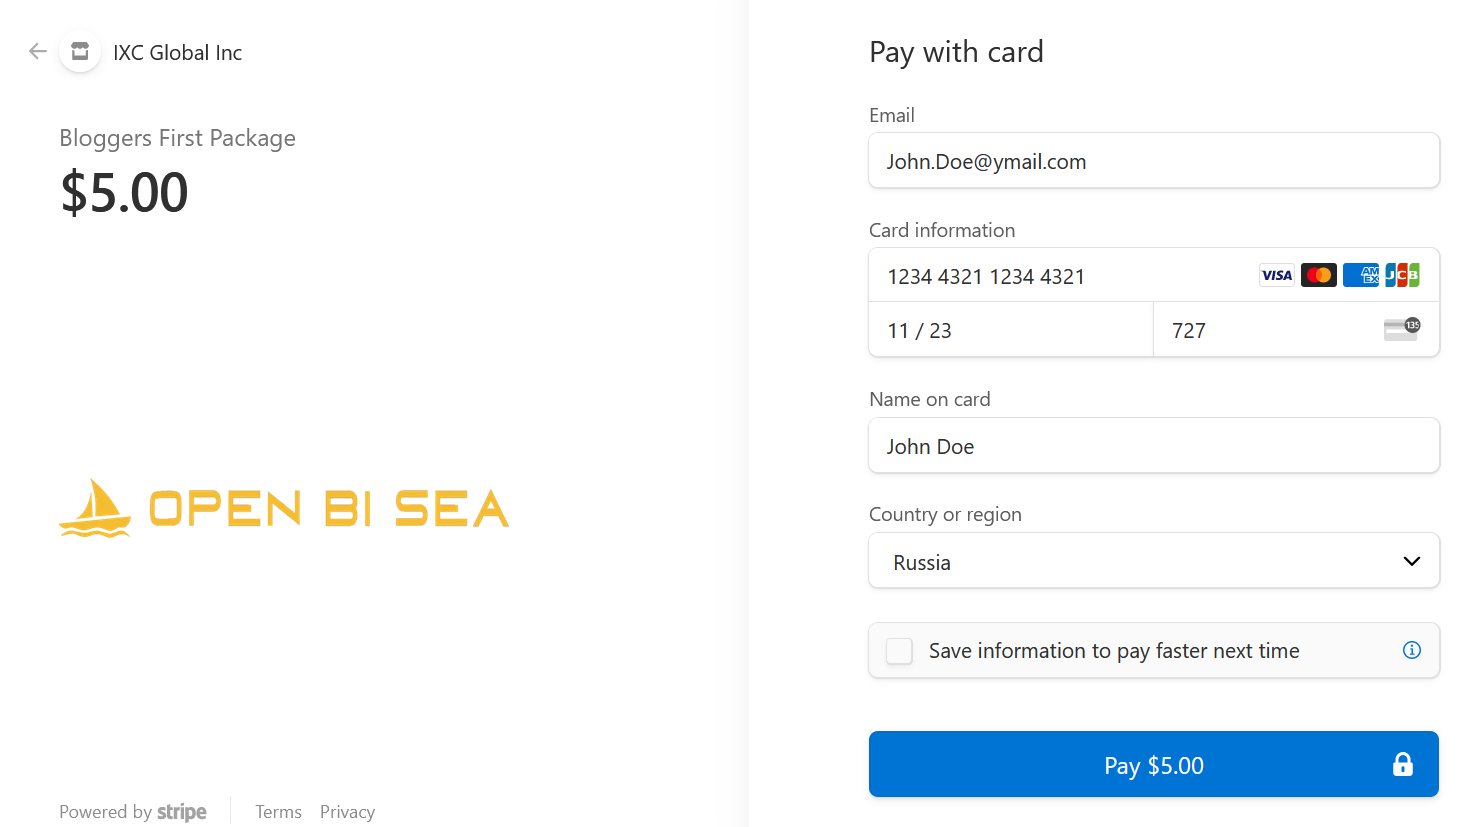 IXC Global Inc
Bloggers First Package
$5.00
OPEN BI SEA
Powered by stripe
Terms
Privacy
Pay with card
Email
John.Doe@ymail.com
Card information
1234 4321 1234 4321
VISA
AM
EX
JCB
11 / 23
727
135
Name on card
John Doe
Country or region
Russia
Save information to pay faster next time
Pay $5.00